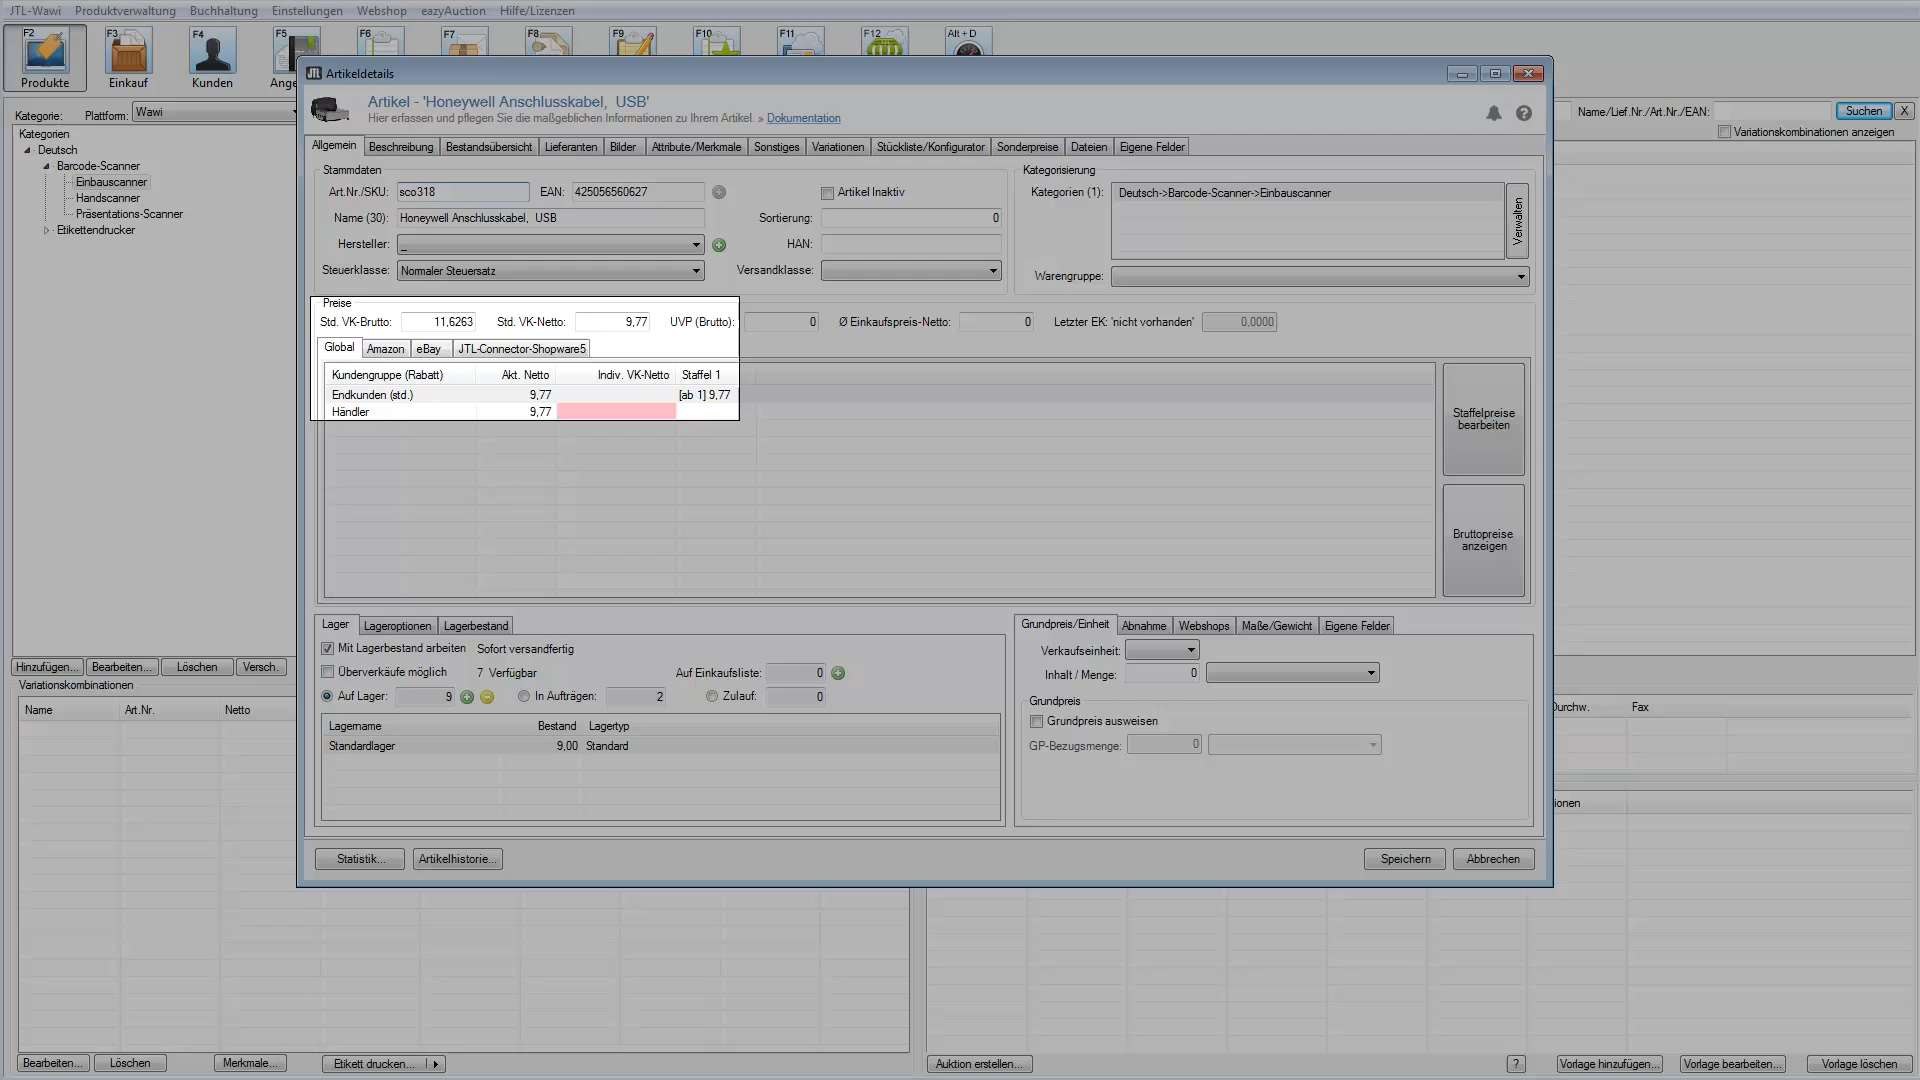 JTL-Wawi Produktverwaltung Buchhaltung Einstellungen Webshop eazyAuction Hilfe/Lizenzen
F2 F3 F4 F5 F6 F7 F8 F9 F10 F11 F12 Alt + D
Produkte Einkauf Kunden Ange
Kategorie: Plattform: Wawi
Name/Lief.Nr./Art.Nr./EAN: Suchen X
Variationskombinationen anzeigen
Kategorien
Deutsch
Barcode-Scanner
Einbauscanner
Handscanner
Präsentations-Scanner
Etikettendrucker
Hinzufügen... Bearbeiten... Löschen Versch.
Variationskombinationen
Name Art.Nr. Netto
JTL Artikeldetails
Artikel - 'Honeywell Anschlusskabel, USB'
Hier erfassen und pflegen Sie die maßgeblichen Informationen zu Ihrem Artikel. » Dokumentation
?
Allgemein Beschreibung Bestandsübersicht Lieferanten Bilder Attribute/Merkmale Sonstiges Variationen Stückliste/Konfigurator Sonderpreise Dateien Eigene Felder
Stammdaten
Art.Nr./SKU: sco318 EAN: 425056560627 Artikel Inaktiv
Name (30): Honeywell Anschlusskabel, USB Sortierung: 0
Hersteller: _ HAN:
Steuerklasse: Normaler Steuersatz Versandklasse:
Kategorisierung
Kategorien (1): Deutsch->Barcode-Scanner->Einbauscanner
Verwalten
Warengruppe:
Preise
Std. VK-Brutto: 11,6263 Std. VK-Netto: 9,77 UVP (Brutto): 0 Ø Einkaufspreis-Netto: 0 Letzter EK: 'nicht vorhanden' 0,0000
Global Amazon eBay JTL-Connector-Shopware5
Kundengruppe (Rabatt) Akt. Netto Indiv. VK-Netto Staffel 1
Endkunden (std.) 9,77 [ab 1] 9,77
Händler 9,77
Staffelpreise
bearbeiten
Bruttopreise
anzeigen
Lager Lageroptionen Lagerbestand
Mit Lagerbestand arbeiten Sofort versandfertig
Überverkäufe möglich 7 Verfügbar Auf Einkaufsliste: 0
Auf Lager: 9 In Aufträgen: 2 Zulauf: 0
Lagername Bestand Lagertyp
Standardlager 9,00 Standard
Grundpreis/Einheit Abnahme Webshops Maße/Gewicht Eigene Felder
Verkaufseinheit:
Inhalt / Menge: 0
Grundpreis
Grundpreis ausweisen
GP-Bezugsmenge: 0
Statistik... Artikelhistorie... Speichern Abbrechen
Durchw. Fax
ionen
Bearbeiten... Löschen Merkmale... Etikett drucken...
Auktion erstellen... ? Vorlage hinzufügen... Vorlage bearbeiten... Vorlage löschen